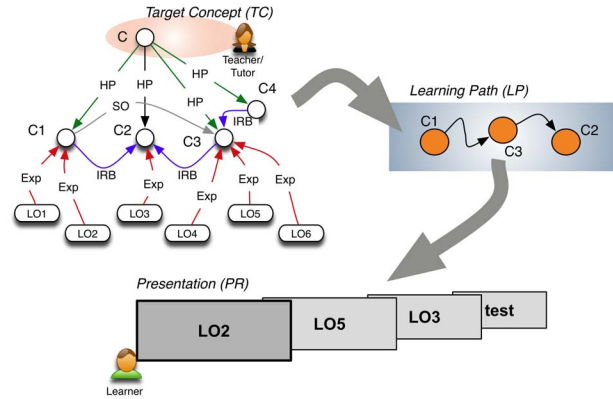 Target Concept (TC)
C
Teacher/
Tutor
HP
HP
HP
HP
C4
SO
IRB
C1
C2
C3
IRB
IRB
Exp
Exp
Exp
Exp
Exp
Exp
LO1
LO2
LO3
LO4
LO5
LO6
Learning Path (LP)
C1
C3
C2
Presentation (PR)
LO2
LO5
LO3
test
Learner